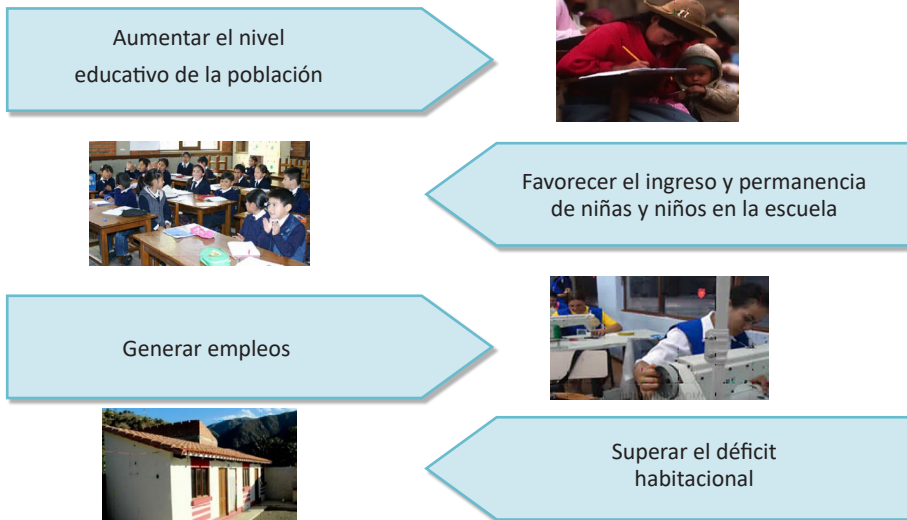 Aumentar el nivel
educativo de la población
Favorecer el ingreso y permanencia
de niñas y niños en la escuela
Generar empleos
Superar el déficit
habitacional